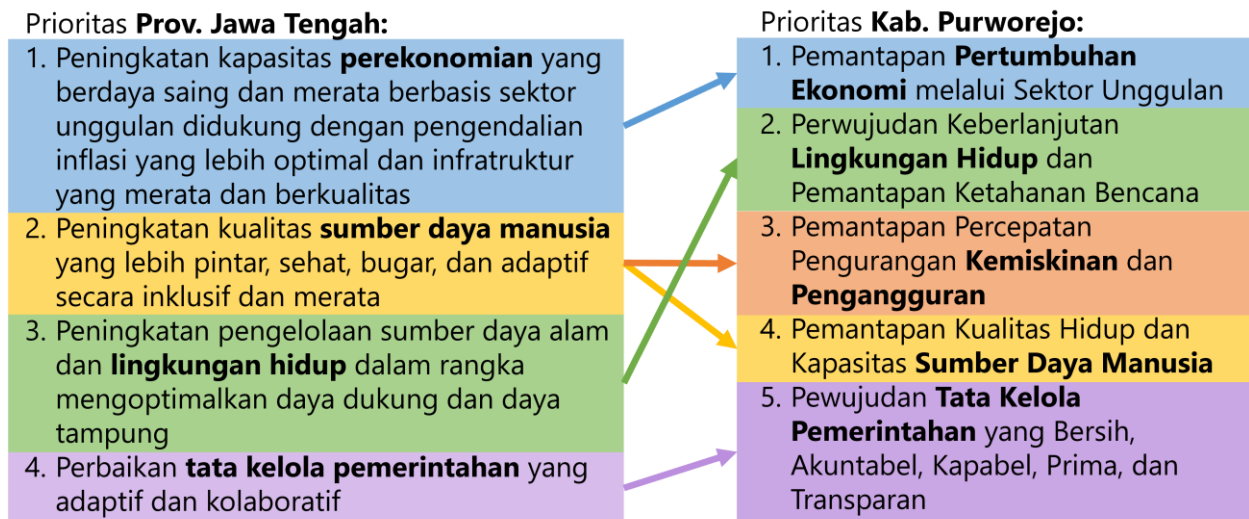 Prioritas Prov. Jawa Tengah:
1. Peningkatan kapasitas perekonomian yang
berdaya saing dan merata berbasis sektor
unggulan didukung dengan pengendalian
inflasi yang lebih optimal dan infratruktur
yang merata dan berkualitas
2. Peningkatan kualitas sumber daya manusia
yang lebih pintar, sehat, bugar, dan adaptif
secara inklusif dan merata
3. Peningkatan pengelolaan sumber daya alam
dan lingkungan hidup dalam rangka
mengoptimalkan daya dukung dan daya
tampung
4. Perbaikan tata kelola pemerintahan yang
adaptif dan kolaboratif
Prioritas Kab. Purworejo:
1. Pemantapan Pertumbuhan
Ekonomi melalui Sektor Unggulan
2. Perwujudan Keberlanjutan
Lingkungan Hidup dan
Pemantapan Ketahanan Bencana
3. Pemantapan Percepatan
Pengurangan Kemiskinan dan
Pengangguran
4. Pemantapan Kualitas Hidup dan
Kapasitas Sumber Daya Manusia
5. Pewujudan Tata Kelola
Pemerintahan yang Bersih,
Akuntabel, Kapabel, Prima, dan
Transparan